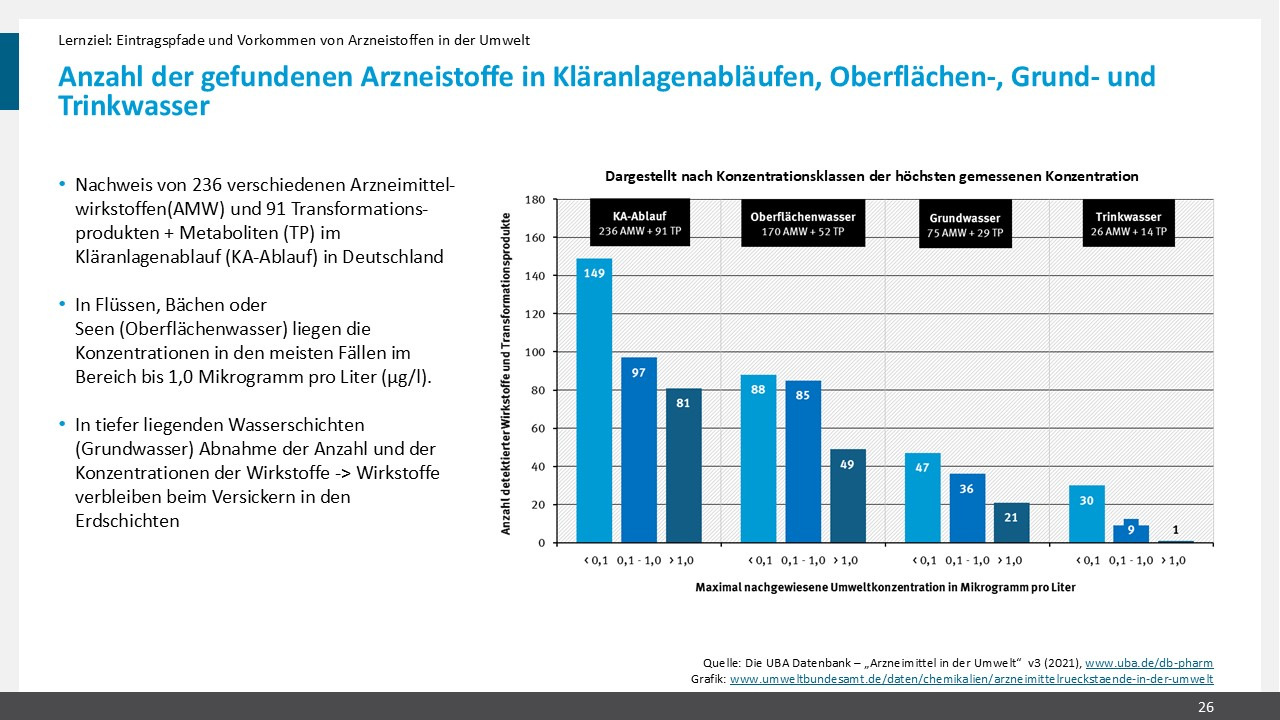 Lernziel: Eintragspfade und Vorkommen von Arzneistoffen in der Umwelt
Anzahl der gefundenen Arzneistoffe in Kläranlagenabläufen, Oberflächen-, Grund- und
Trinkwasser
• Nachweis von 236 verschiedenen Arzneimittel-
wirkstoffen(AMW) und 91 Transformations-
produkten + Metaboliten (TP) im
Kläranlagenablauf (KA-Ablauf) in Deutschland
• In Flüssen, Bächen oder
Seen (Oberflächenwasser) liegen die
Konzentrationen in den meisten Fällen im
Bereich bis 1,0 Mikrogramm pro Liter (µg/l).
• In tiefer liegenden Wasserschichten
(Grundwasser) Abnahme der Anzahl und der
Konzentrationen der Wirkstoffe -> Wirkstoffe
verbleiben beim Versickern in den
Erdschichten
Dargestellt nach Konzentrationsklassen der höchsten gemessenen Konzentration
Anzahl detektierter Wirkstoffe und Transformationsprodukte
180
160
140
120
100
80
60
40
20
0
KA-Ablauf
236 AMW + 91 TP
Oberflächenwasser
170 AMW + 52 TP
Grundwasser
75 AMW + 29 TP
Trinkwasser
26 AMW + 14 TP
149
97
81
88
85
49
47
36
21
30
9
1
< 0,1 0,1 - 1,0 > 1,0 < 0,1 0,1 - 1,0 > 1,0 < 0,1 0,1 - 1,0 > 1,0 < 0,1 0,1 - 1,0 > 1,0
Maximal nachgewiesene Umweltkonzentration in Mikrogramm pro Liter
Quelle: Die UBA Datenbank – „Arzneimittel in der Umwelt“ v3 (2021), www.uba.de/db-pharm
Grafik: www.umweltbundesamt.de/daten/chemikalien/arzneimittelrueckstaende-in-der-umwelt
26